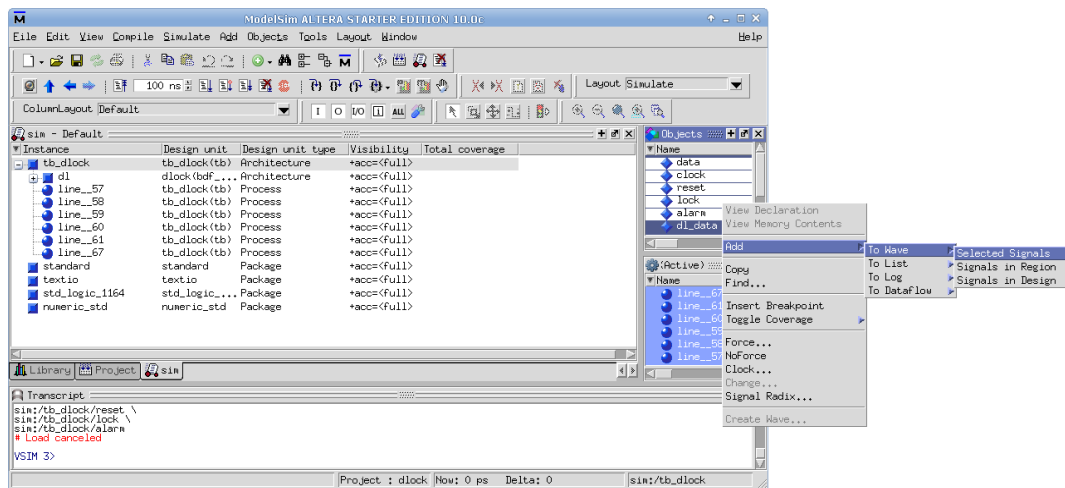 ModelSim ALTERA STARTER EDITION 10.0c
File Edit View Compile Simulate Add Objects Tools Layout Window Help
100 ns
Layout Simulate
ColumnLayout Default
I O I/O ALL
sim - Default
Instance Design unit Design unit type Visibility Total coverage
tb_dlock tb_dlock(tb) Architecture +acc=<full>
dl dlock(bdf_... Architecture +acc=<full>
line__57 tb_dlock(tb) Process +acc=<full>
line__58 tb_dlock(tb) Process +acc=<full>
line__59 tb_dlock(tb) Process +acc=<full>
line__60 tb_dlock(tb) Process +acc=<full>
line__61 tb_dlock(tb) Process +acc=<full>
line__67 tb_dlock(tb) Process +acc=<full>
standard standard Package +acc=<full>
textio textio Package +acc=<full>
std_logic_1164 std_logic_... Package +acc=<full>
numeric_std numeric_std Package +acc=<full>
Library Project sim
Objects
Name
data
clock
reset
lock
alarm
dl_data
(Active)
Name
line__67
line__61
line__60
line__59
line__58
line__57
View Declaration
View Memory Contents
Add
Copy
Find...
Insert Breakpoint
Toggle Coverage
Force...
NoForce
Clock...
Change...
Signal Radix...
Create Wave...
To Wave
To List
To Log
To Dataflow
Selected Signals
Signals in Region
Signals in Design
Transcript
sim:/tb_dlock/reset \
sim:/tb_dlock/lock \
sim:/tb_dlock/alarm
# Load canceled
VSIM 3>
Project : dlock Now: 0 ps Delta: 0 sim:/tb_dlock